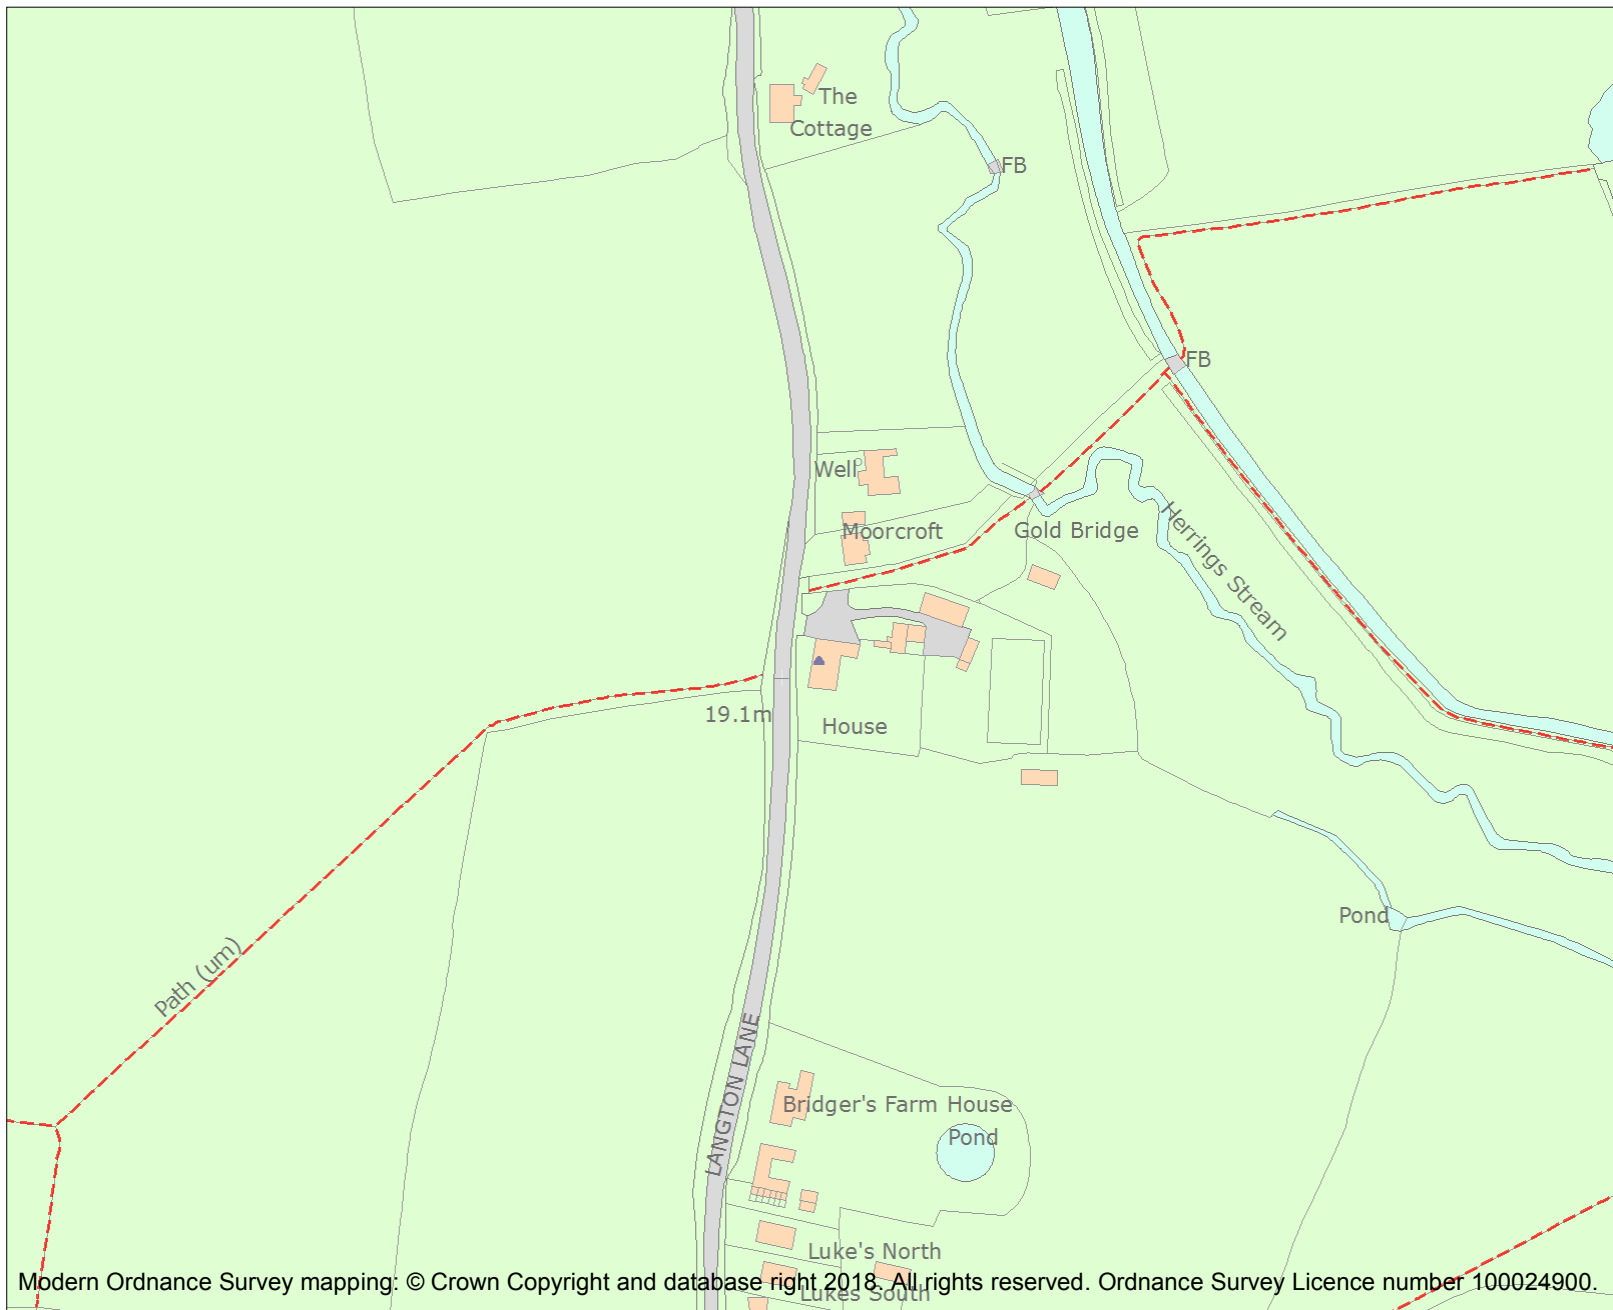 The
Cottage
FB
FB
Well
Moorcroft
Gold Bridge
Herrings Stream
19.1m
House
Pond
Path (um)
LANGTON LANE
Bridger's Farm House
Pond
Luke's North
Lukes South
Modern Ordnance Survey mapping: © Crown Copyright and database right 2018. All rights reserved. Ordnance Survey Licence number 100024900.